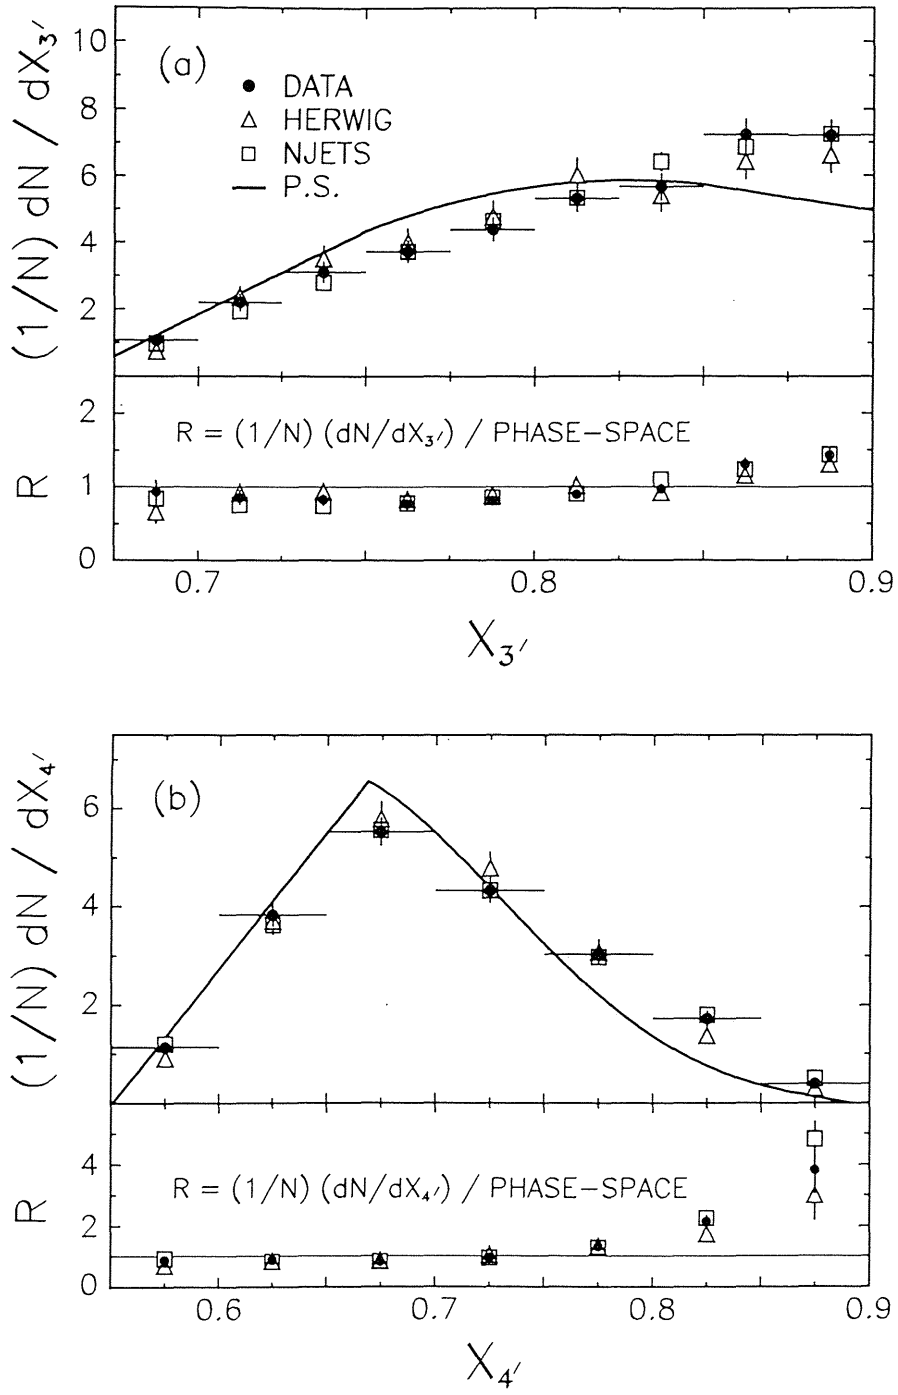 (1/N) dN / dX₃′
10
8
6
4
2
(a)
DATA
HERWIG
NJETS
P.S.
R
2
1
0
R = (1/N) (dN/dX₃′) / PHASE–SPACE
0.7
0.8
0.9
X₃′
(1/N) dN / dX₄′
6
4
2
(b)
R
4
2
0
R = (1/N) (dN/dX₄′) / PHASE–SPACE
0.6
0.7
0.8
0.9
X₄′